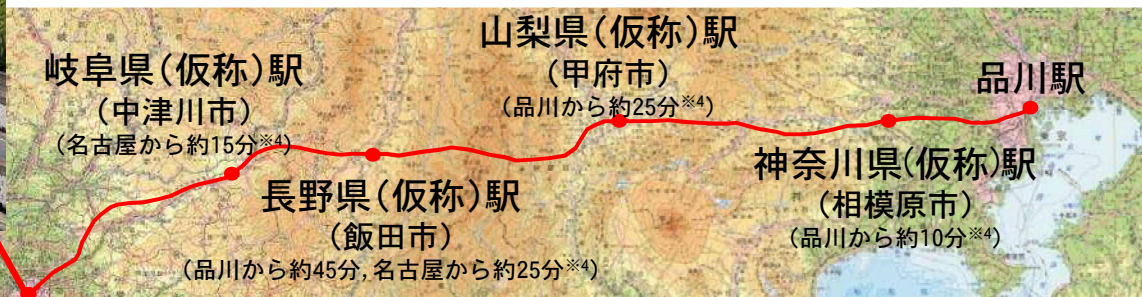 岐阜県(仮称)駅
(中津川市)
(名古屋から約15分※4)
長野県(仮称)駅
(飯田市)
(品川から約45分,名古屋から約25分※4)
山梨県(仮称)駅
(甲府市)
(品川から約25分※4)
神奈川県(仮称)駅
(相模原市)
(品川から約10分※4)
品川駅